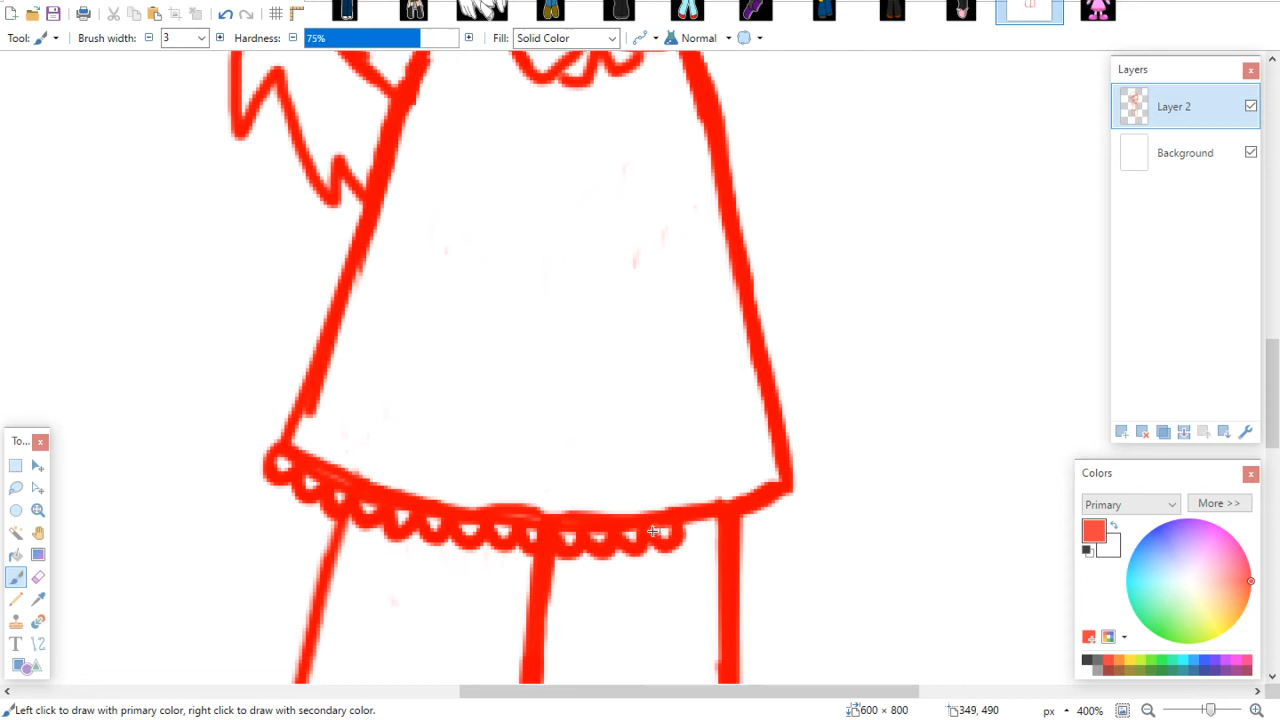 Tool:
Brush width:
3
Hardness:
75%
Fill:
Solid Color
Normal
Layers
Layer 2
Background
To...
Colors
Primary
More >>
Left click to draw with primary color, right click to draw with secondary color.
600 × 800
349, 490
px
400%